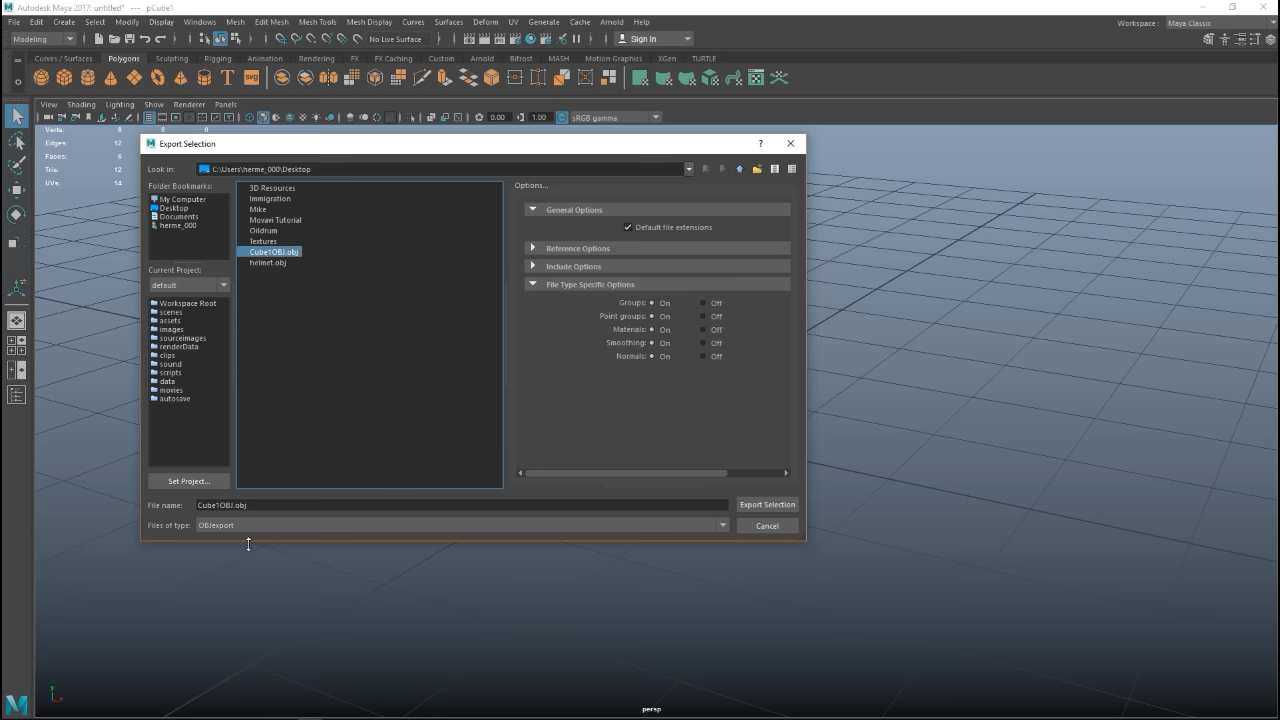 Autodesk Maya 2017: untitled* --- pCube1
File Edit Create Select Modify Display Windows Mesh Edit Mesh Mesh Tools Mesh Display Curves Surfaces Deform UV Generate Cache Arnold Help Workspace : Maya Classic
Modeling No Live Surface Sign In
Curves / Surfaces Polygons Sculpting Rigging Animation Rendering FX FX Caching Custom Arnold Bifrost MASH Motion Graphics XGen TURTLE
View Shading Lighting Show Renderer Panels
0.00 1.00 sRGB gamma
Verts: 8 8 0
Edges: 12 12
Tris: 12 12
UVs: 14 14
Export Selection ?
Look in: C:\Users\herme_000\Desktop
Folder Bookmarks:
My Computer
Desktop
Documents
herme_000
Current Project:
default
Workspace Root
scenes
assets
images
sourceimages
renderData
clips
sound
scripts
data
movies
autosave
Set Project...
3D Resources
Immigration
Mike
Movavi Tutorial
Oildrum
Textures
Cube1OBJ.obj
helmet.obj
Options...
General Options
Default file extensions
Reference Options
Include Options
File Type Specific Options
Groups: On Off
Point groups: On Off
Materials: On Off
Smoothing: On Off
Normals: On Off
File name: Cube1OBJ.obj Export Selection
Files of type: OBJexport Cancel
persp